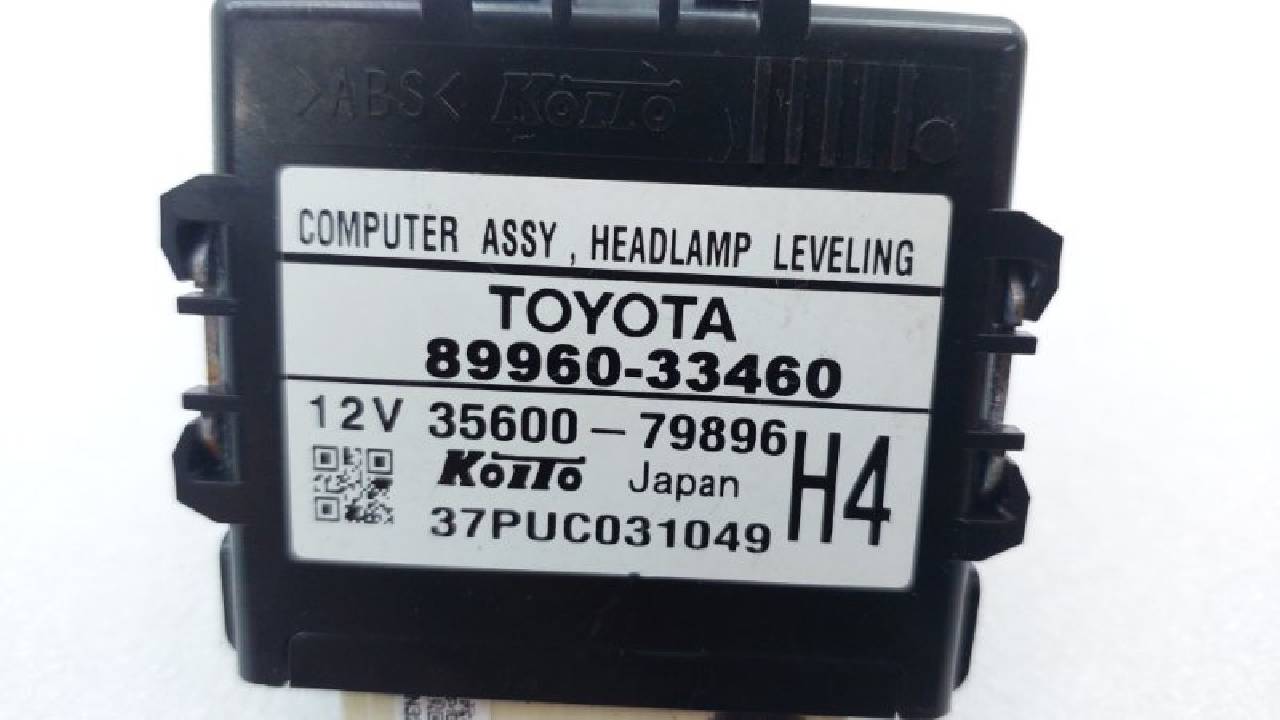 >ABS< KOITO
COMPUTER ASSY , HEADLAMP LEVELING
TOYOTA
89960-33460
12V 35600-79896
KOITO Japan H4
37PUC031049